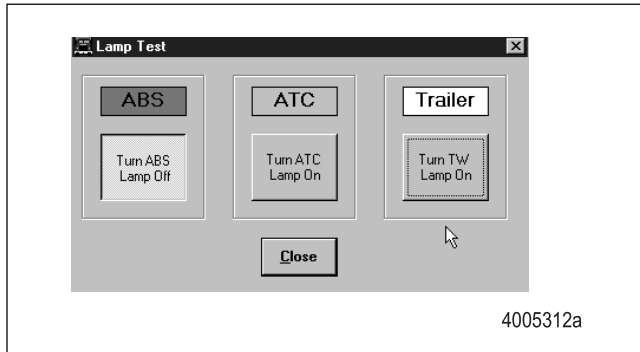 Lamp Test
ABS
ATC
Trailer
Turn ABS
Lamp Off
Turn ATC
Lamp On
Turn TW
Lamp On
Close
4005312a